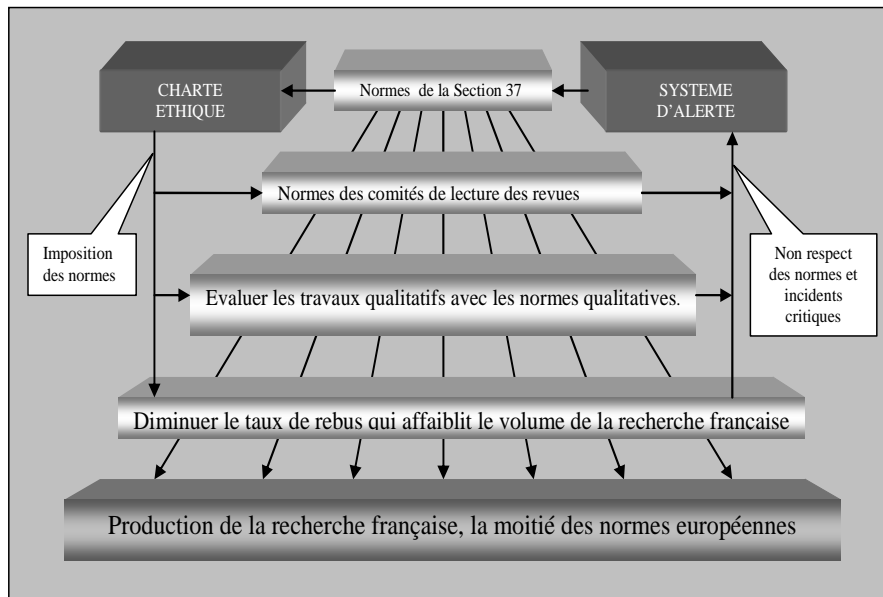 CHARTE
ETHIQUE
Normes de la Section 37
SYSTEME
D'ALERTE
Normes des comités de lecture des revues
Imposition
des normes
Non respect
des normes et
incidents
critiques
Evaluer les travaux qualitatifs avec les normes qualitatives.
Diminuer le taux de rebus qui affaiblit le volume de la recherche française
Production de la recherche française, la moitié des normes européennes